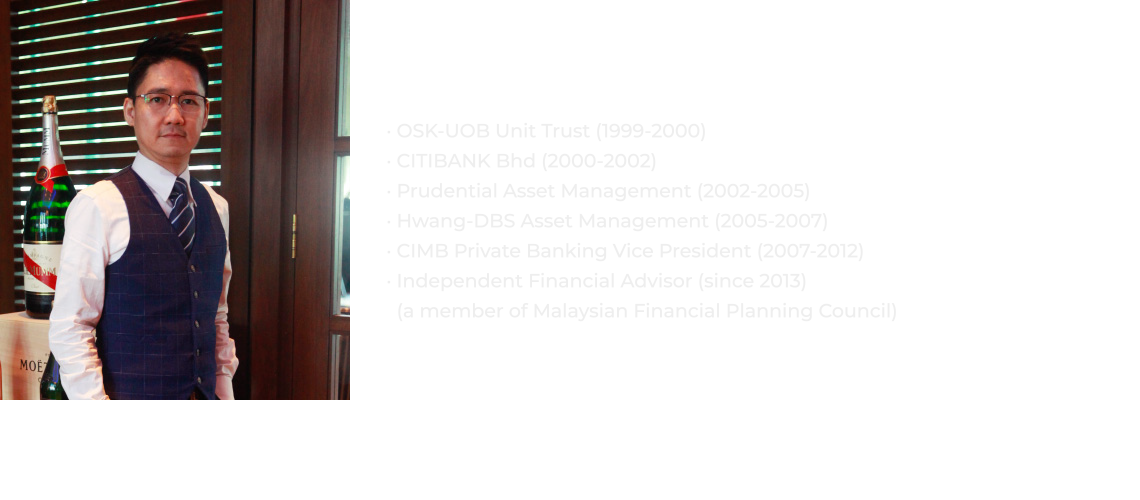 · OSK-UOB Unit Trust (1999-2000)
· CITIBANK Bhd (2000-2002)
· Prudential Asset Management (2002-2005)
· Hwang-DBS Asset Management (2005-2007)
· CIMB Private Banking Vice President (2007-2012)
· Independent Financial Advisor (since 2013)
(a member of Malaysian Financial Planning Council)